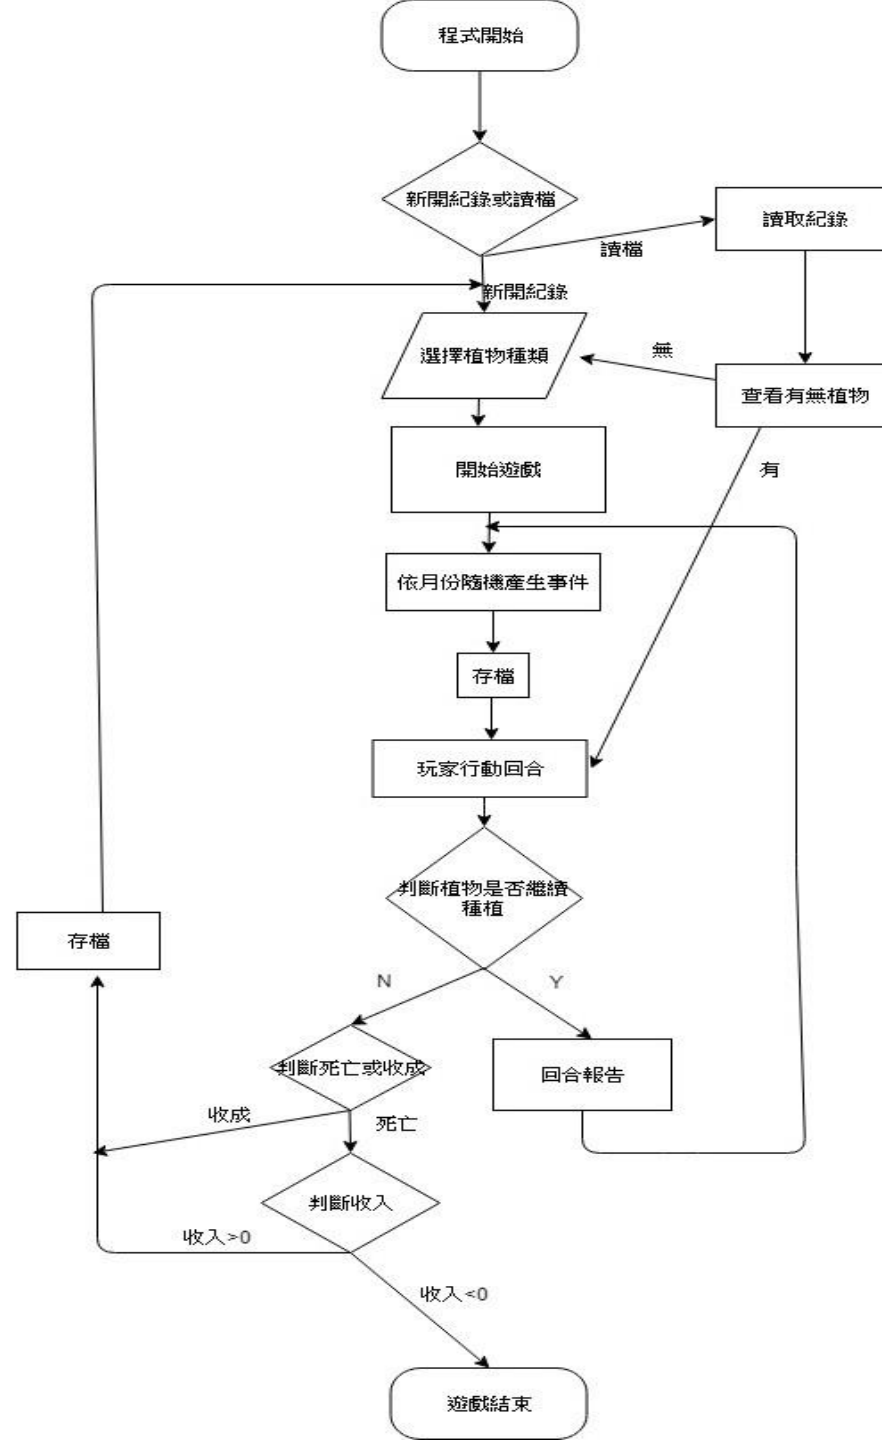 程式開始
新開紀錄或讀檔
讀取紀錄
讀檔
新開紀錄
選擇植物種類
無
查看有無植物
有
開始遊戲
依月份隨機產生事件
存檔
玩家行動回合
判斷植物是否繼續
種植
存檔
N
Y
判斷死亡或收成
回合報告
收成
死亡
判斷收入
收入>0
收入<0
遊戲結束